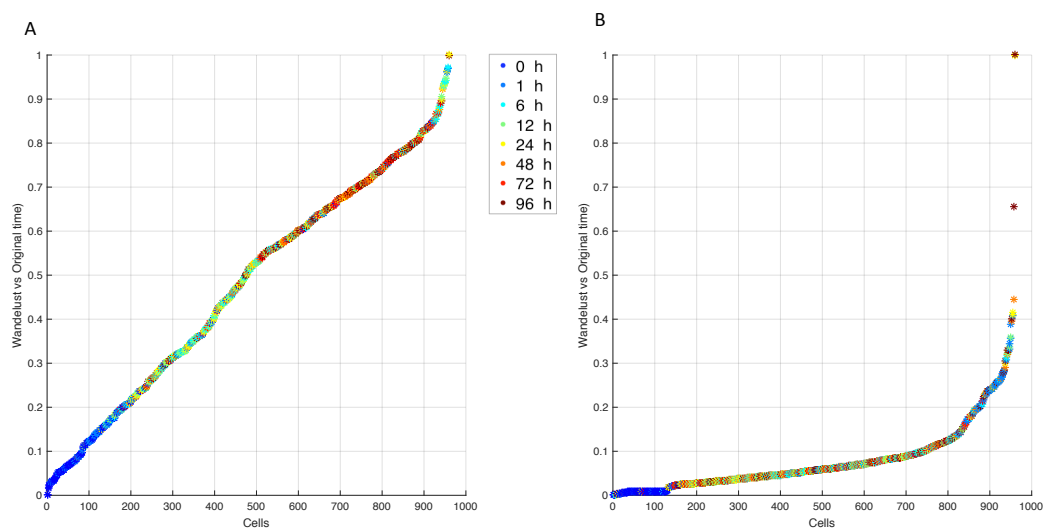 A
1
0.9
0.8
0.7
0.6
0.5
0.4
0.3
0.2
0.1
0
0 100 200 300 400 500 600 700 800 900 1000
Cells
Wandelust vs Original time)
0 h
1 h
6 h
12 h
24 h
48 h
72 h
96 h
B
1
0.9
0.8
0.7
0.6
0.5
0.4
0.3
0.2
0.1
0
0 100 200 300 400 500 600 700 800 900 1000
Cells
Wandelust vs Original time)